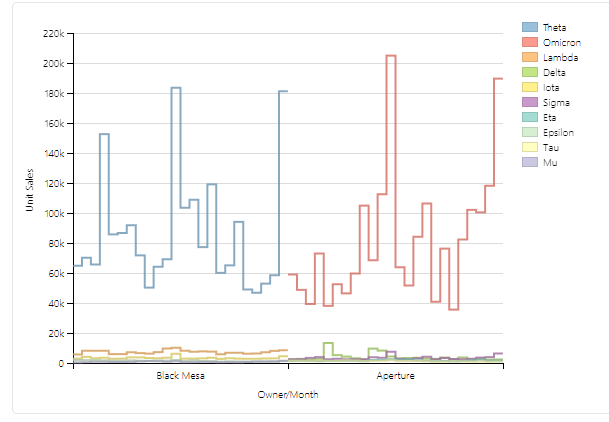 220k
200k
180k
160k
140k
120k
100k
80k
60k
40k
20k
0
Unit Sales
Black Mesa
Aperture
Owner/Month
Theta
Omicron
Lambda
Delta
Iota
Sigma
Eta
Epsilon
Tau
Mu